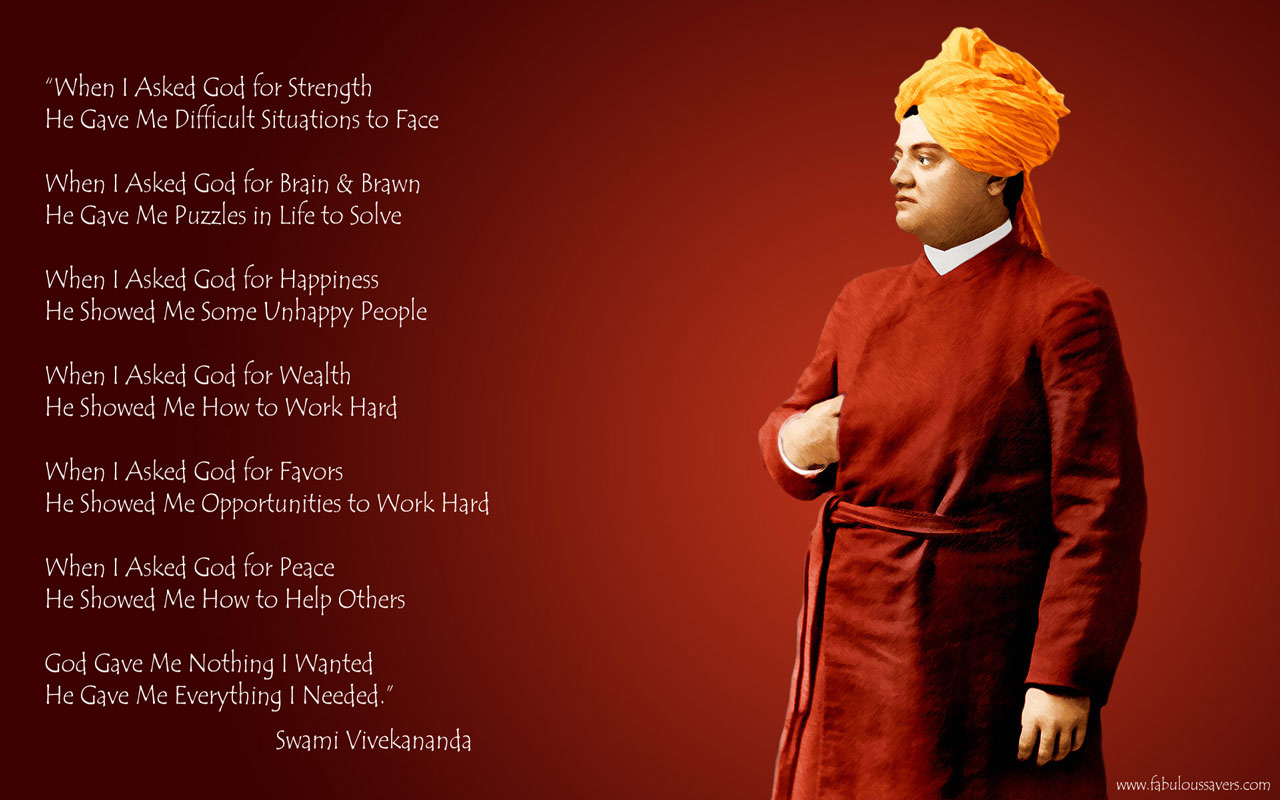 “When I Asked God for Strength
He Gave Me Difficult Situations to Face
When I Asked God for Brain & Brawn
He Gave Me Puzzles in Life to Solve
When I Asked God for Happiness
He Showed Me Some Unhappy People
When I Asked God for Wealth
He Showed Me How to Work Hard
When I Asked God for Favors
He Showed Me Opportunities to Work Hard
When I Asked God for Peace
He Showed Me How to Help Others
God Gave Me Nothing I Wanted
He Gave Me Everything I Needed.”
Swami Vivekananda
www.fabuloussavers.com